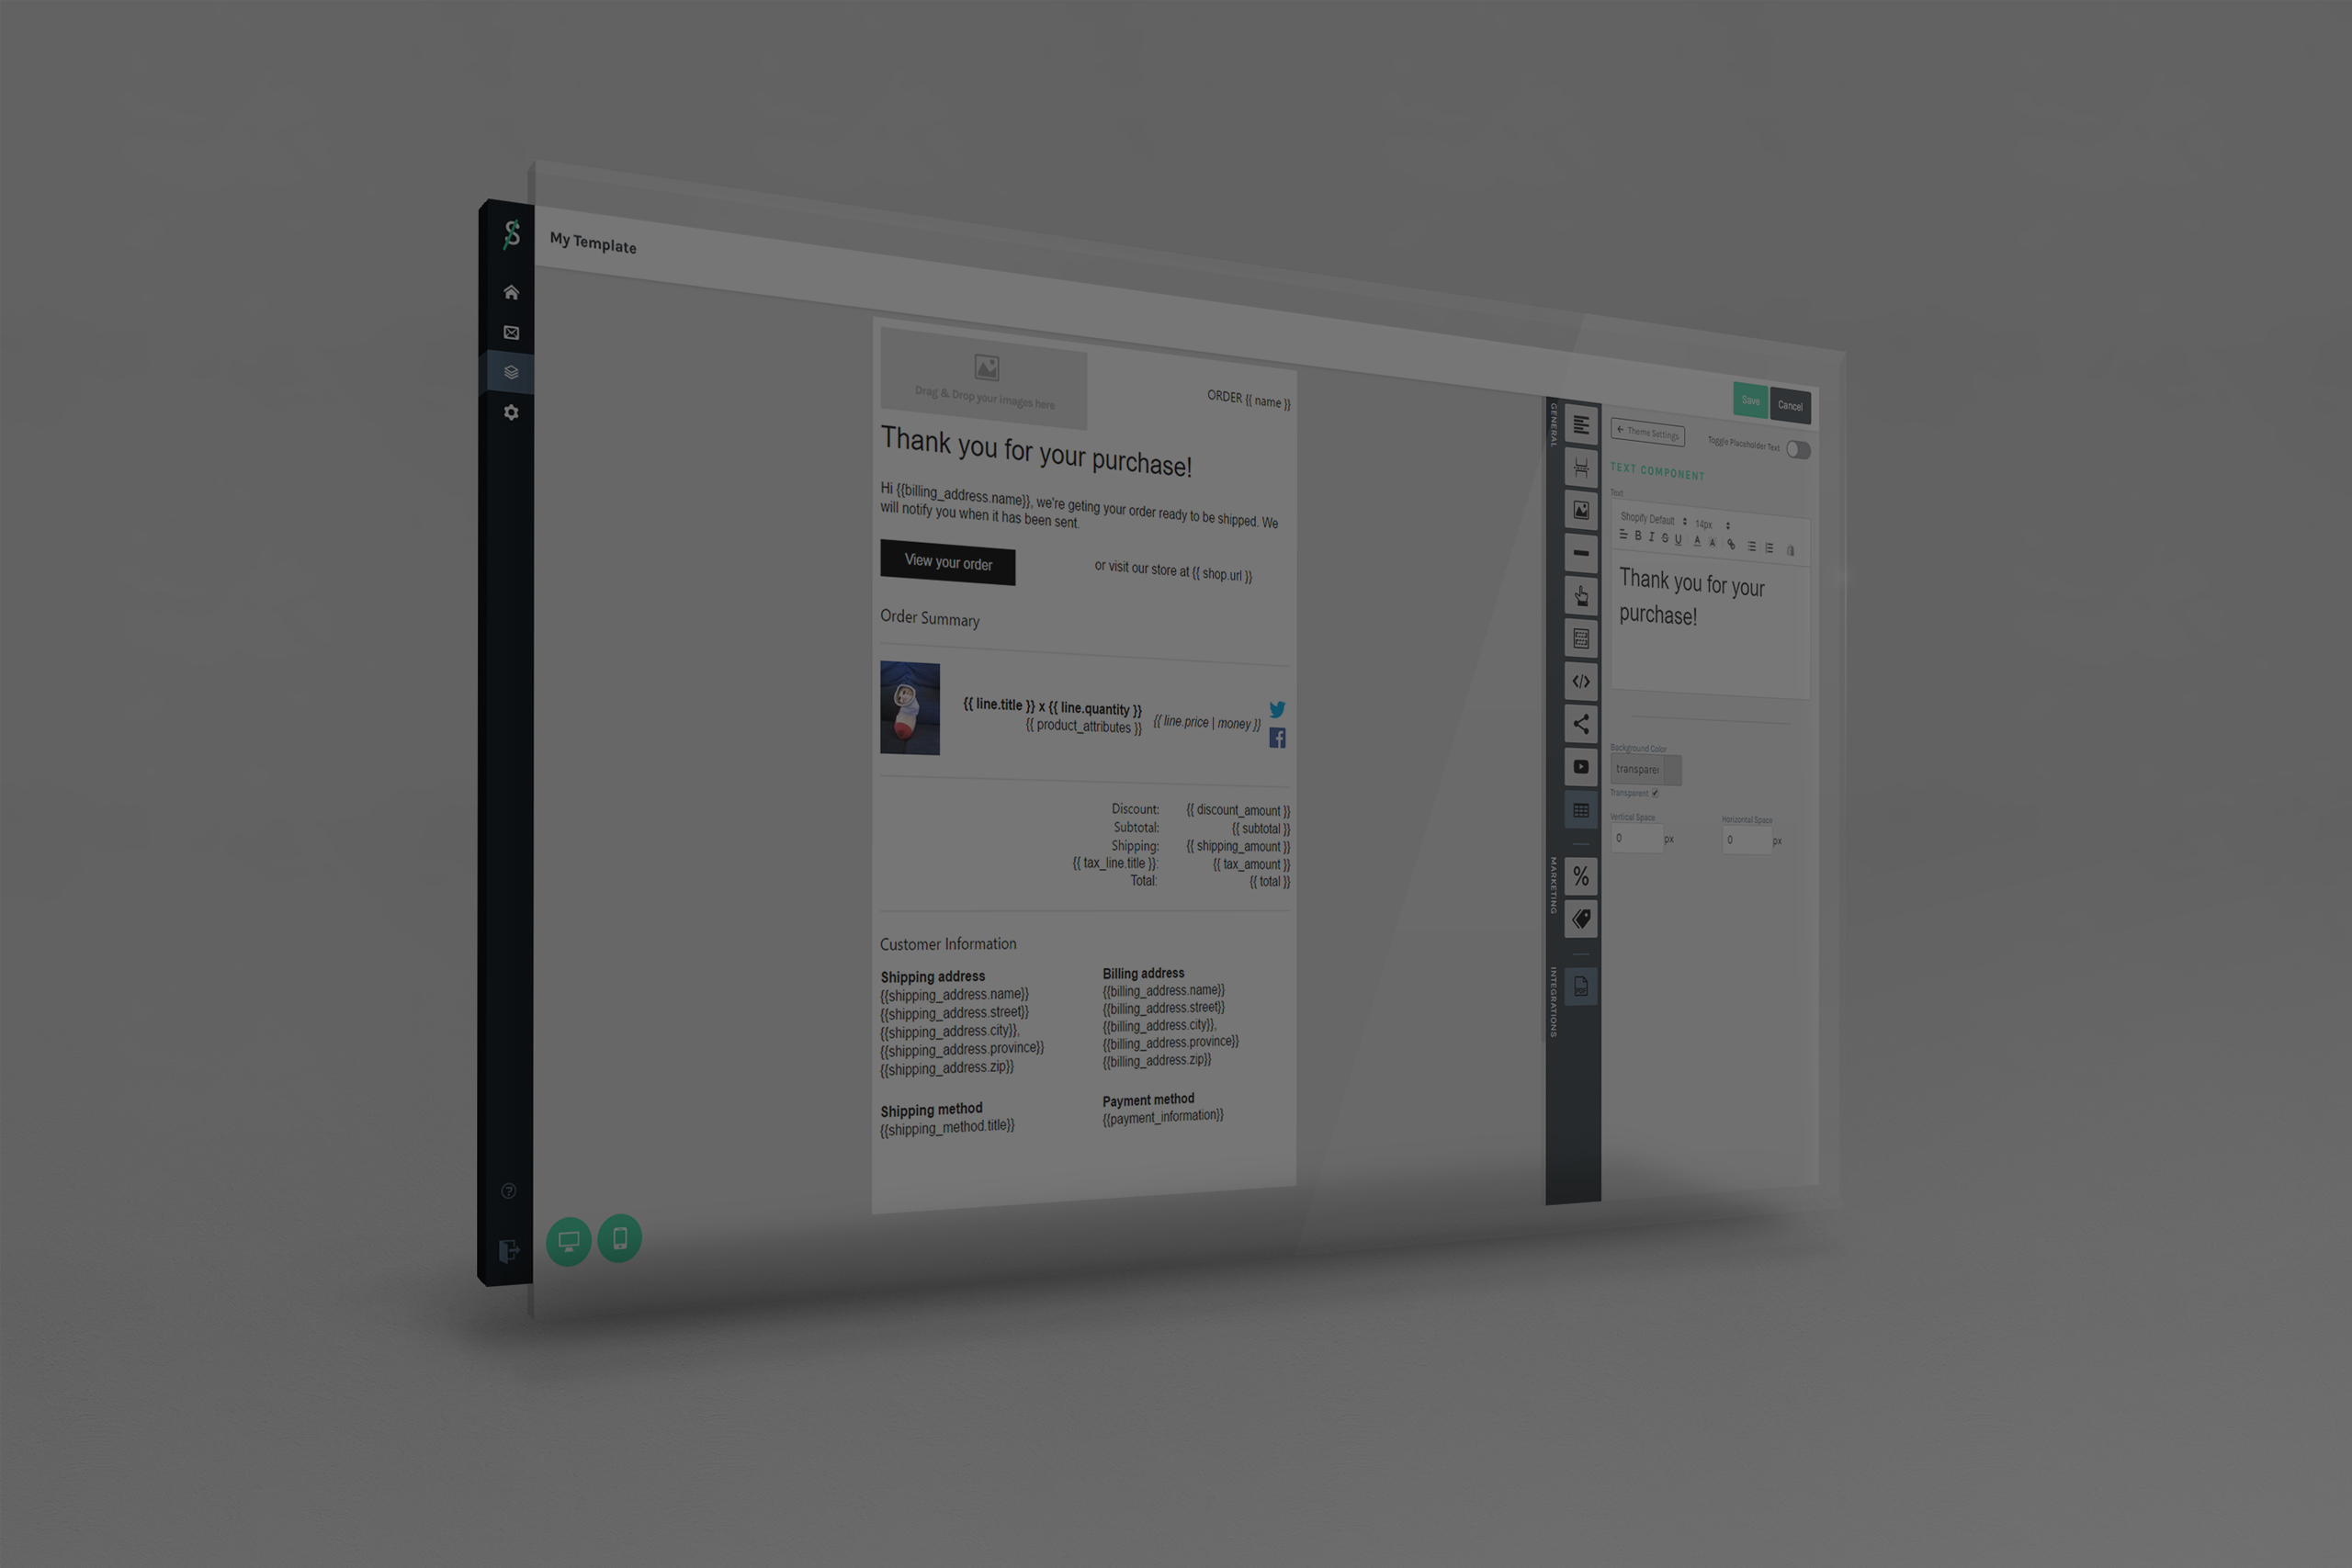 My Template
Save
Cancel
Drag & Drop your images here
ORDER {{ name }}
Thank you for your purchase!
Hi {{billing_address.name}}, we're geting your order ready to be shipped. We
will notify you when it has been sent.
View your order
or visit our store at {{ shop.url }}
Order Summary
{{ line.title }} x {{ line.quantity }}
{{ product_attributes }}
{{ line.price | money }}
Discount: {{ discount_amount }}
Subtotal: {{ subtotal }}
Shipping: {{ shipping_amount }}
{{ tax_line.title }}: {{ tax_amount }}
Total: {{ total }}
Customer Information
Shipping address
{{shipping_address.name}}
{{shipping_address.street}}
{{shipping_address.city}},
{{shipping_address.province}}
{{shipping_address.zip}}
Billing address
{{billing_address.name}}
{{billing_address.street}}
{{billing_address.city}},
{{billing_address.province}}
{{billing_address.zip}}
Shipping method
{{shipping_method.title}}
Payment method
{{payment_information}}
GENERAL
MARKETING
INTEGRATIONS
Theme Settings
Toggle Placeholder Text
TEXT COMPONENT
Text
Shopify Default 14px
B I S U A A
Thank you for your
purchase!
Background Color
transpare
Transparent
Vertical Space
0 px
Horizontal Space
0 px